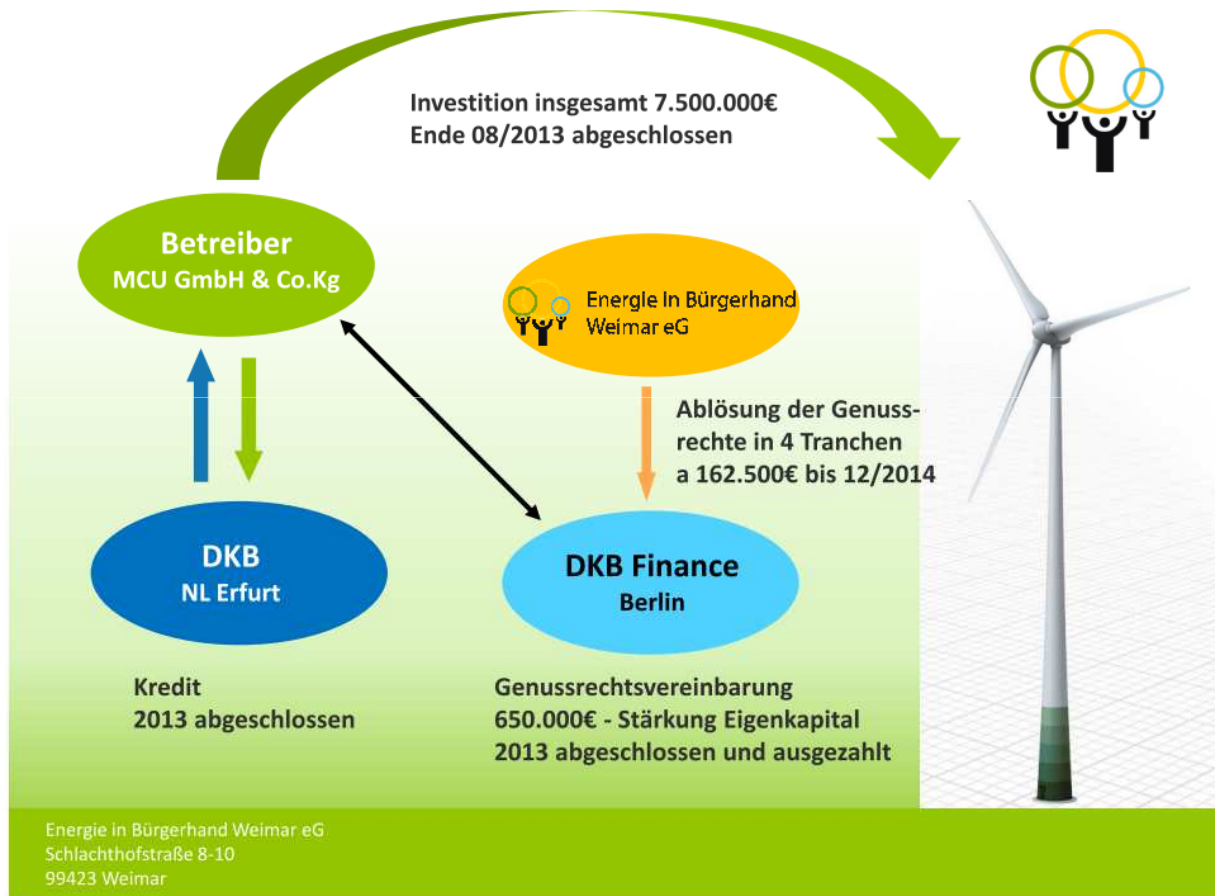 Investition insgesamt 7.500.000€
Ende 08/2013 abgeschlossen
Betreiber
MCU GmbH & Co.Kg
Energie In Bürgerhand
Weimar eG
Ablösung der Genuss-
rechte in 4 Tranchen
a 162.500€ bis 12/2014
DKB
NL Erfurt
DKB Finance
Berlin
Kredit
2013 abgeschlossen
Genussrechtsvereinbarung
650.000€ - Stärkung Eigenkapital
2013 abgeschlossen und ausgezahlt
Energie in Bürgerhand Weimar eG
Schlachthofstraße 8-10
99423 Weimar